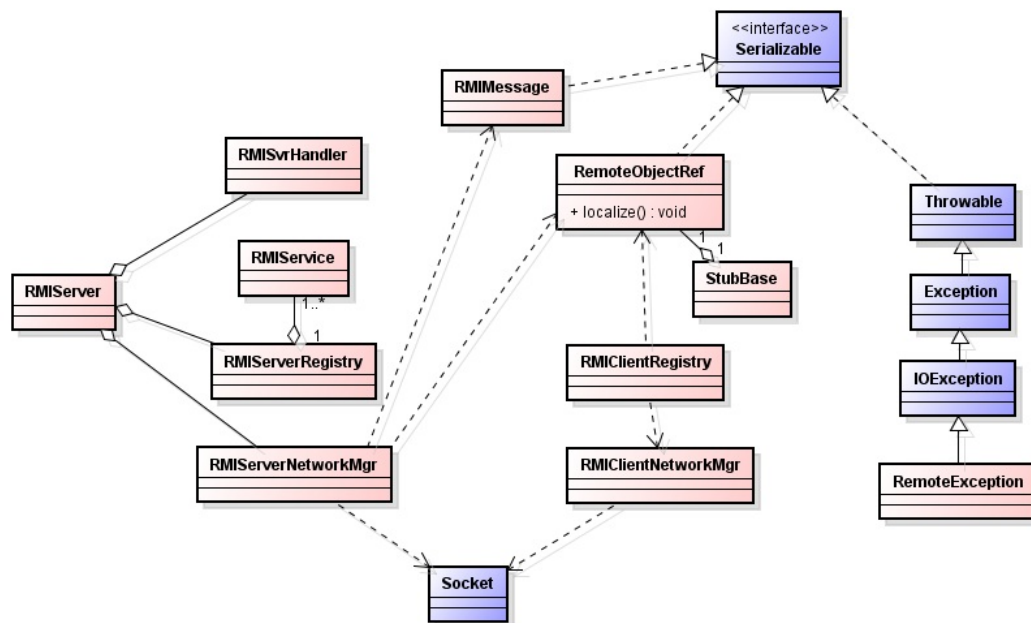 <<interface>>
Serializable
RMIMessage
RMISvrHandler
RemoteObjectRef
+ localize() : void
Throwable
RMIService
1
1
StubBase
RMIServer
Exception
1..*
1
RMIServerRegistry
RMIClientRegistry
IOException
RMIServerNetworkMgr
RMIClientNetworkMgr
RemoteException
Socket